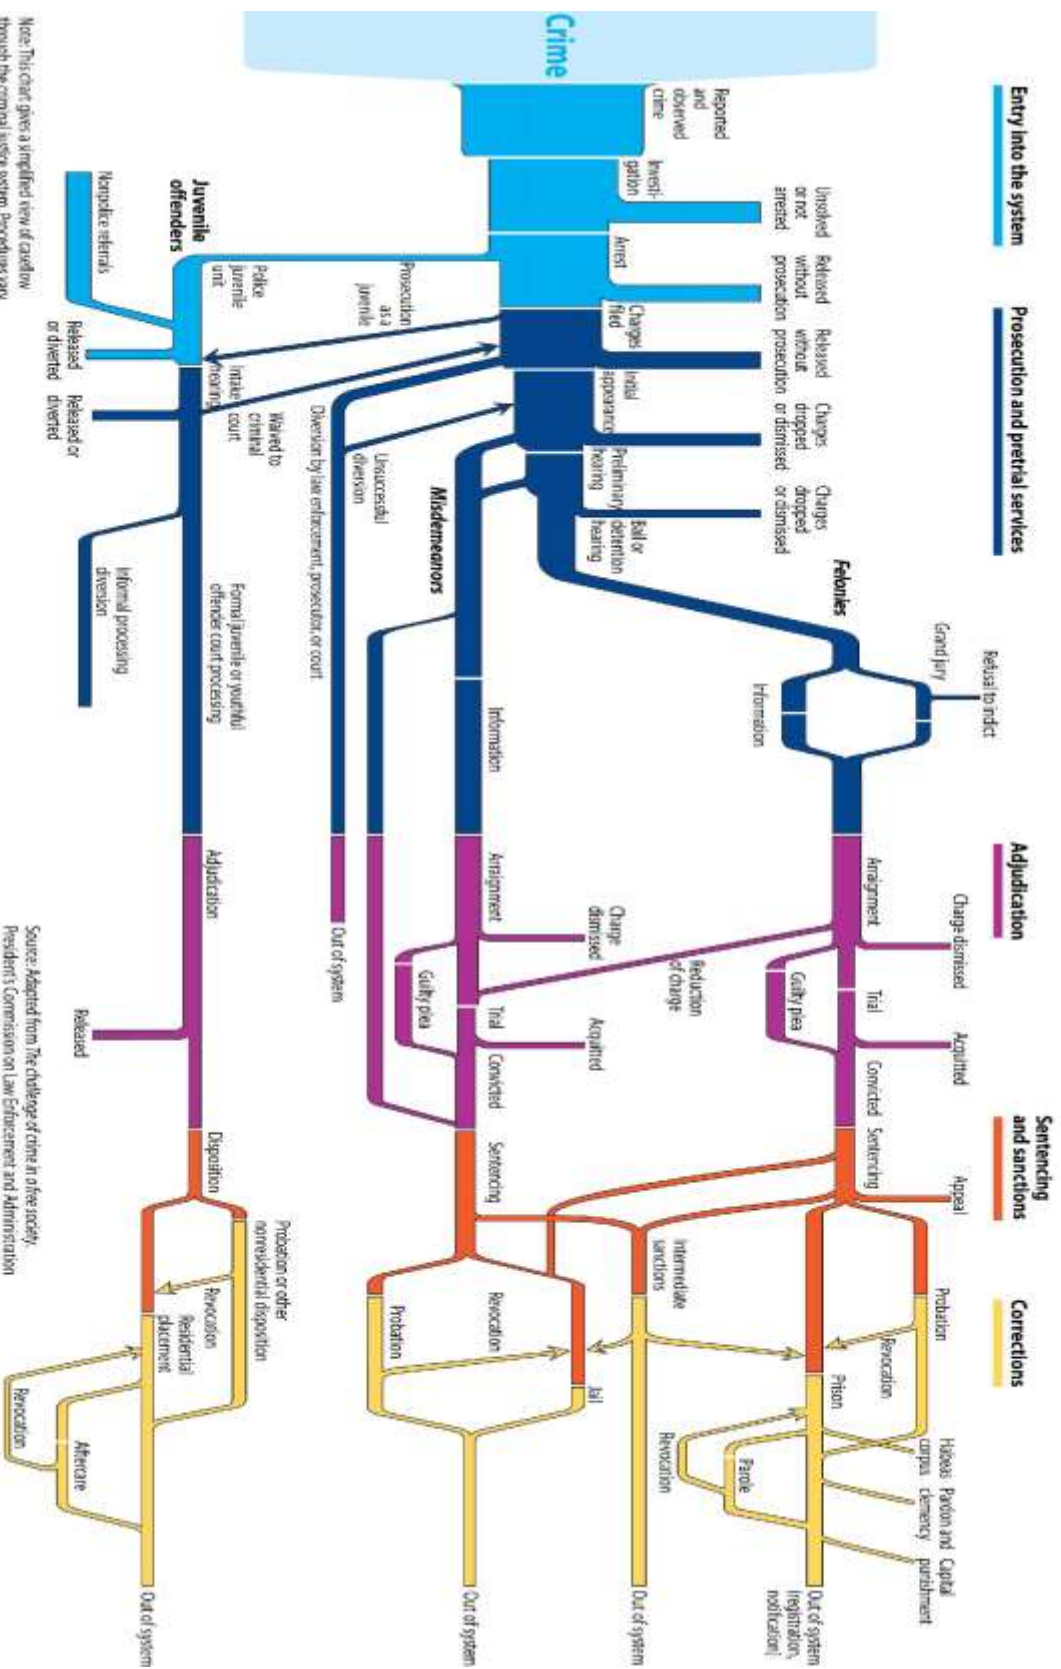 Entry into the system
Prosecution and pretrial services
Adjudication
Sentencing
and sanctions
Corrections
Crime
Reported
and
observed
crime
Investi-
gation
Unsolved
or not
arrested
Arrest
Released
without
prosecution
Charges
filed
Released
without
prosecution
Initial
appearance
Charges
dropped
or dismissed
Preliminary
hearing
Charges
dropped
or dismissed
Bail or
detention
hearing
Felonies
Grand jury
Refusal to indict
Information
Arraignment
Charge dismissed
Trial
Acquitted
Guilty plea
Convicted
Sentencing
Appeal
Probation
Revocation
Prison
Habeas
corpus
Pardon and
clemency
Capital
punishment
Parole
Revocation
Out of system
(registration,
notification)
Reduction
of charge
Intermediate
sanctions
Out of system
Misdemeanors
Information
Arraignment
Charge
dismissed
Trial
Acquitted
Guilty plea
Convicted
Sentencing
Revocation
Jail
Probation
Out of system
Unsuccessful
diversion
Diversion by law enforcement, prosecutor, or court
Out of system
Prosecution
as a
juvenile
Waived to
criminal
court
Juvenile
offenders
Police
juvenile
unit
Intake
hearing
Nonpolice referrals
Released
or diverted
Released or
diverted
Formal juvenile or youthful
offender court processing
Informal processing
diversion
Adjudication
Released
Disposition
Probation or other
nonresidential disposition
Revocation
Residential
placement
Aftercare
Revocation
Out of system
Note: This chart gives a simplified view of caseflow
through the criminal justice system. Procedures vary
Source: Adapted from The challenge of crime in a free society.
President's Commission on Law Enforcement and Administration